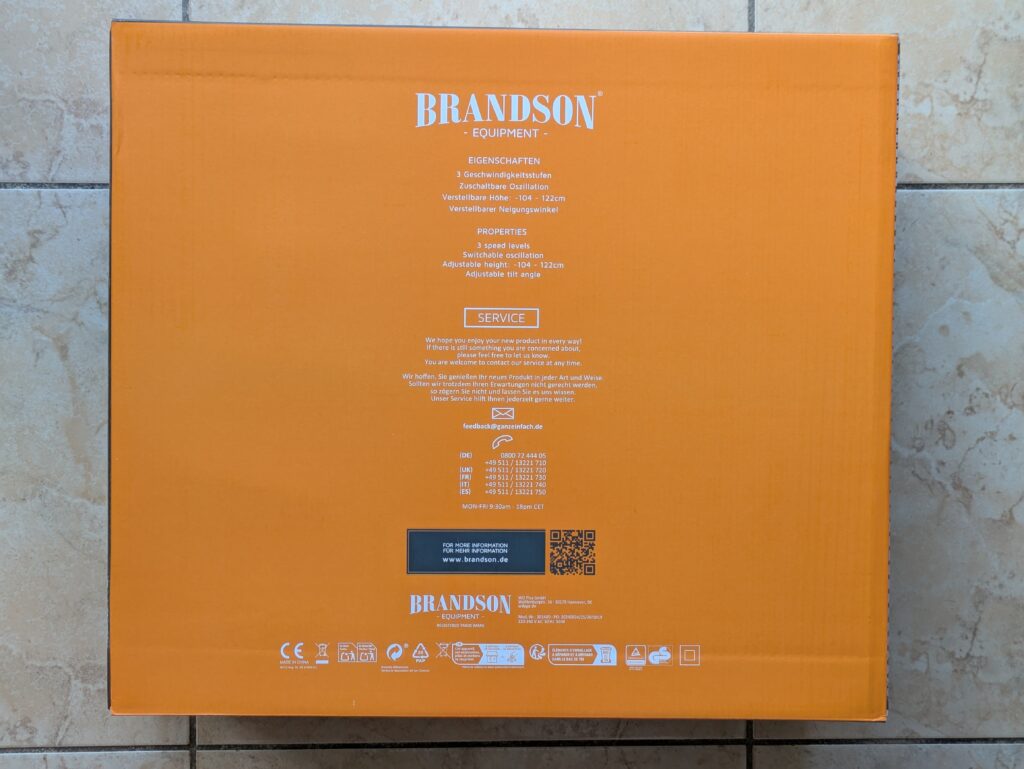 BRANDSON®
- EQUIPMENT -
EIGENSCHAFTEN
3 Geschwindigkeitsstufen
Zuschaltbare Oszillation
Verstellbare Höhe: ~104 - 122cm
Verstellbarer Neigungswinkel
PROPERTIES
3 speed levels
Switchable oscillation
Adjustable height: ~104 - 122cm
Adjustable tilt angle
SERVICE
We hope you enjoy your new product in every way!
If there is still something you are concerned about,
please feel free to let us know.
You are welcome to contact our service at any time.
Wir hoffen, Sie genießen Ihr neues Produkt in jeder Art und Weise.
Sollten wir trotzdem Ihren Erwartungen nicht gerecht werden,
so zögern Sie nicht und lassen Sie es uns wissen.
Unser Service hilft Ihnen jederzeit gerne weiter.
feedback@ganzeinfach.de
(DE) 0800 72 444 05
+49 511 / 13221 710
(UK) +49 511 / 13221 720
(FR) +49 511 / 13221 730
(IT) +49 511 / 13221 740
(ES) +49 511 / 13221 750
MON-FRI 9:30am - 18pm CET
FOR MORE INFORMATION
FÜR MEHR INFORMATION
www.brandson.de
BRANDSON
- EQUIPMENT -
REGISTERED TRADE MARK
CE
MADE IN CHINA
FR
PAP